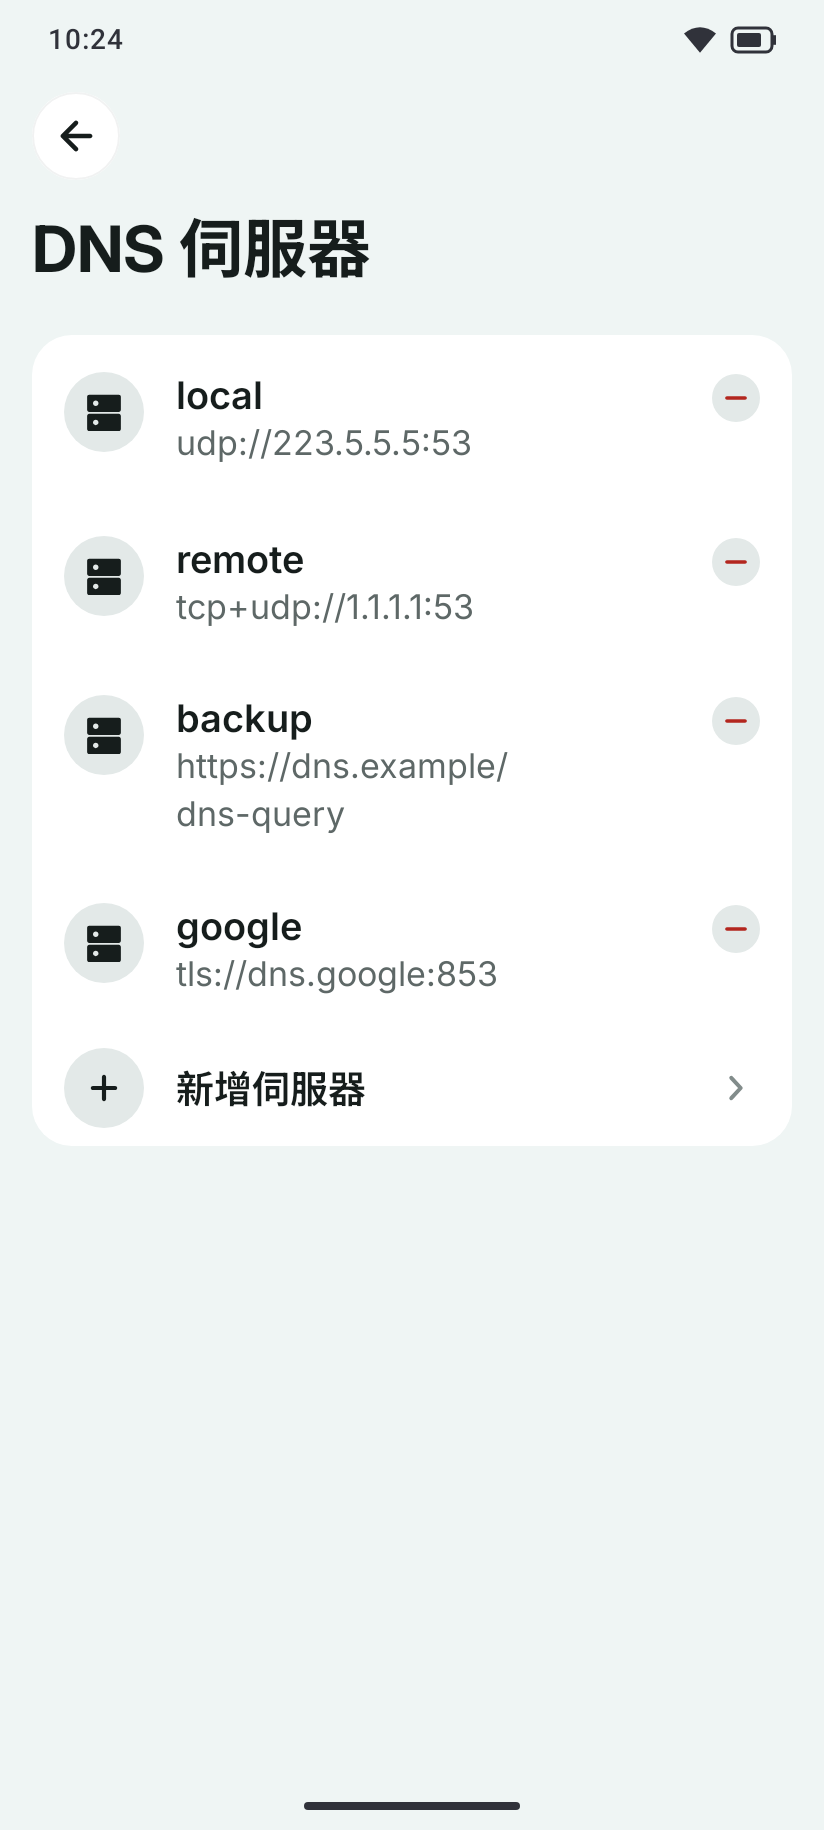 10:24
DNS 伺服器
local
udp://223.5.5.5:53
remote
tcp+udp://1.1.1.1:53
backup
https://dns.example/
dns-query
google
tls://dns.google:853
新增伺服器